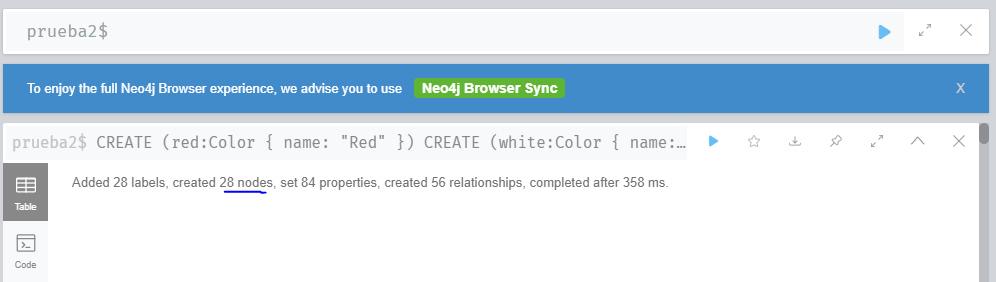 prueba2$
To enjoy the full Neo4j Browser experience, we advise you to use Neo4j Browser Sync X
prueba2$ CREATE (red:Color { name: "Red" }) CREATE (white:Color { name:…
Added 28 labels, created 28 nodes, set 84 properties, created 56 relationships, completed after 358 ms.
Table
Code